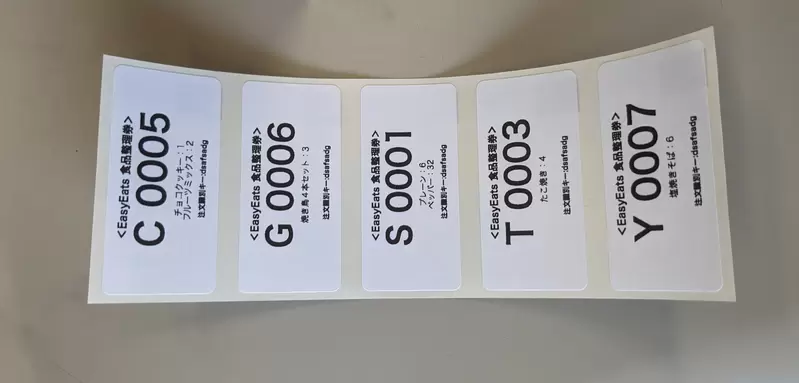 <EasyEats 食品整理券>
C 0005
チョコクッキー：1
フルーツミックス：2
注文識別キー:dsafsadg
<EasyEats 食品整理券>
G 0006
焼き鳥４本セット：3
注文識別キー:dsafsadg
<EasyEats 食品整理券>
S 0001
プレーン：6
ペッパー：32
注文識別キー:dsafsadg
<EasyEats 食品整理券>
T 0003
たこ焼き：4
注文識別キー:dsafsadg
<EasyEats 食品整理券>
Y 0007
塩焼きそば：6
注文識別キー:dsafsadg